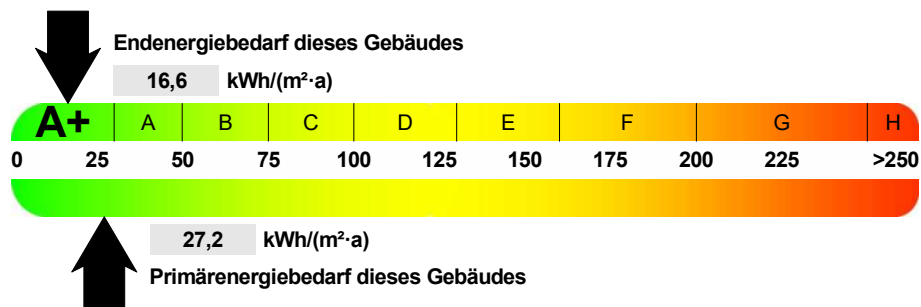 Endenergiebedarf dieses Gebäudes
16,6 kWh/(m²·a)
A+ A B C D E F G H
0 25 50 75 100 125 150 175 200 225 >250
27,2 kWh/(m²·a)
Primärenergiebedarf dieses Gebäudes